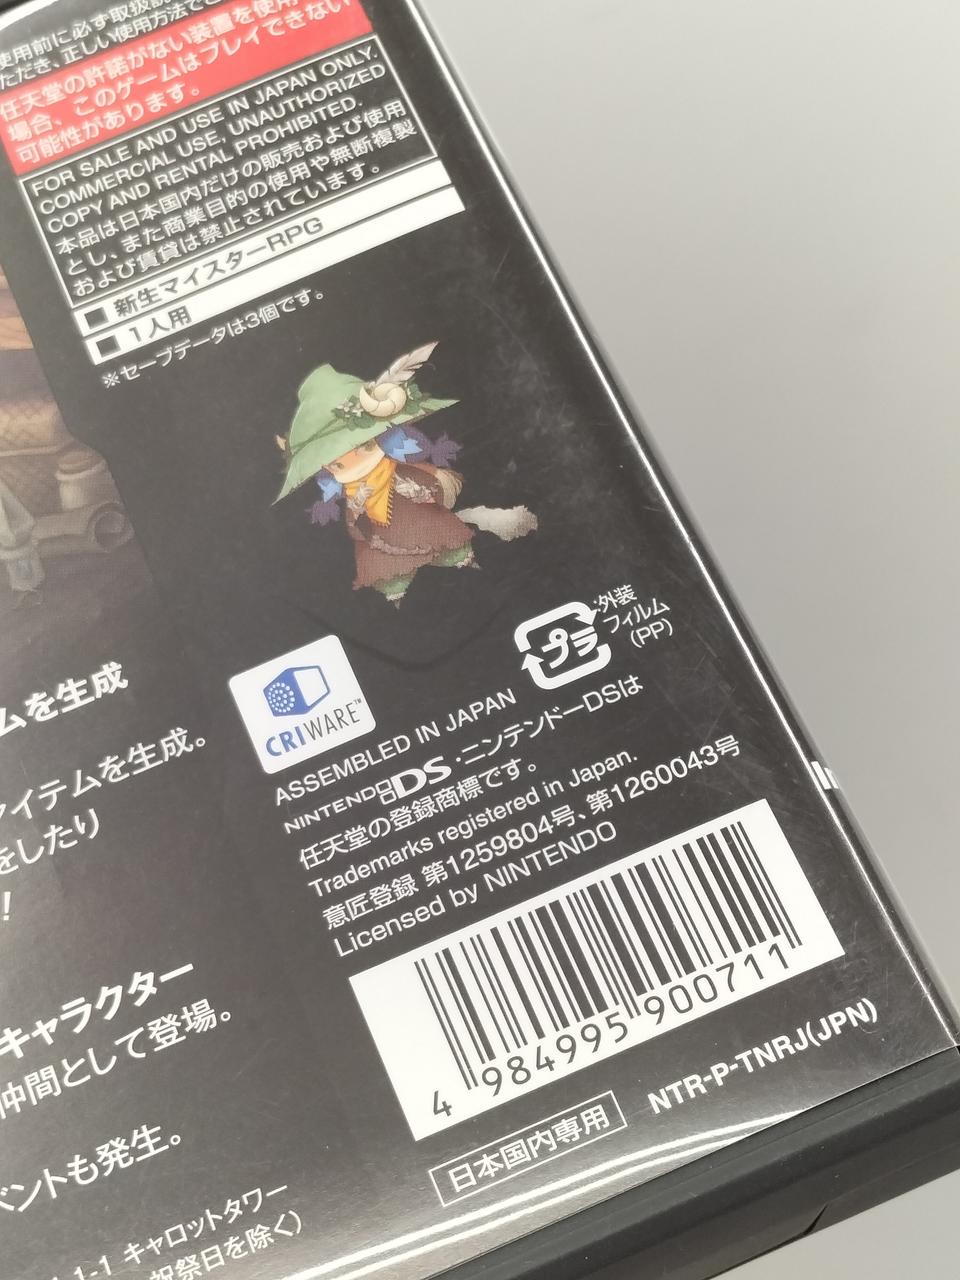 使用前に必ず取扱説
ただき、正しい使用方法でご
任天堂の許諾がない装置を使用
場合、このゲームはプレイできない
可能性があります。
FOR SALE AND USE IN JAPAN ONLY.
COMMERCIAL USE, UNAUTHORIZED
COPY AND RENTAL PROHIBITED.
本品は日本国内だけの販売および使用
とし、また商業目的の使用や無断複製
および賃貸は禁止されています。
■ 新生マイスターRPG
■ 1人用
※セーブデータは3個です。
ムを生成
アイテムを生成。
をしたり
!
キャラクター
仲間として登場。
ベントも発生。
1-1 キャロットタワー
祝祭日を除く)
CRIWARE™
プラ
:外装
フィルム
(PP)
ASSEMBLED IN JAPAN
NINTENDO DS・ニンテンドーDSは
任天堂の登録商標です。
Trademarks registered in Japan.
意匠登録 第1259804号、第1260043号
Licensed by NINTENDO
4 984995 900711
NTR-P-TNRJ(JPN)
日本国内専用